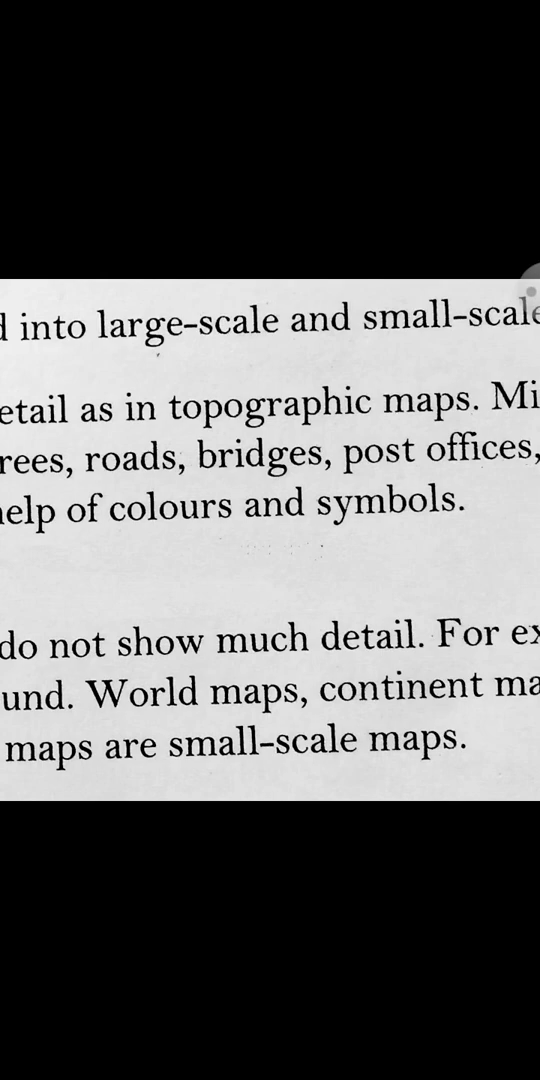 into large-scale and small-scale
etail as in topographic maps. Mi
rees, roads, bridges, post offices,
elp of colours and symbols.
do not show much detail. For ex
und. World maps, continent ma
maps are small-scale maps.